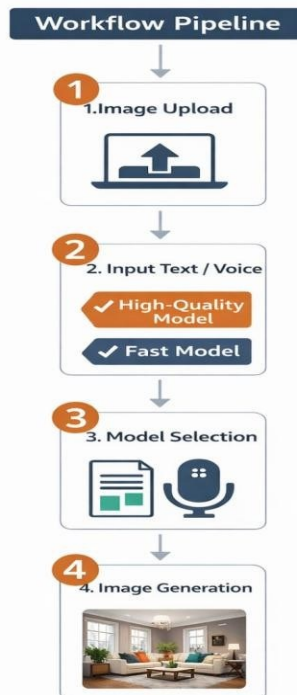 Workflow Pipeline
1
1.Image Upload
2
2. Input Text / Voice
✓ High-Quality
Model
✓ Fast Model
3
3. Model Selection
4
4. Image Generation